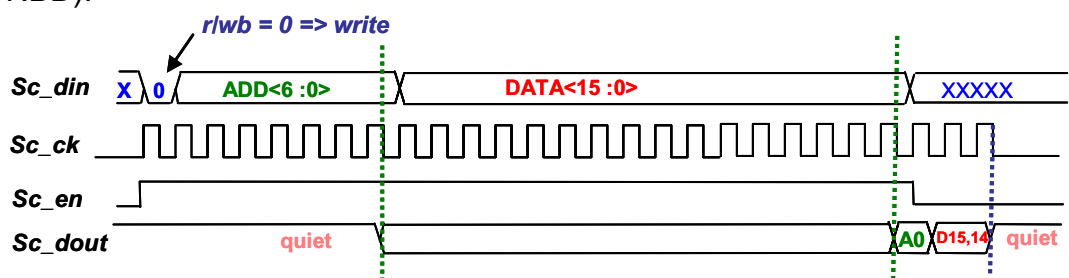 ADD).
r/wb = 0 => write
Sc_din X 0 ADD<6 :0> DATA<15 :0> XXXXX
Sc_ck
Sc_en
Sc_dout quiet A0 D15,14 quiet